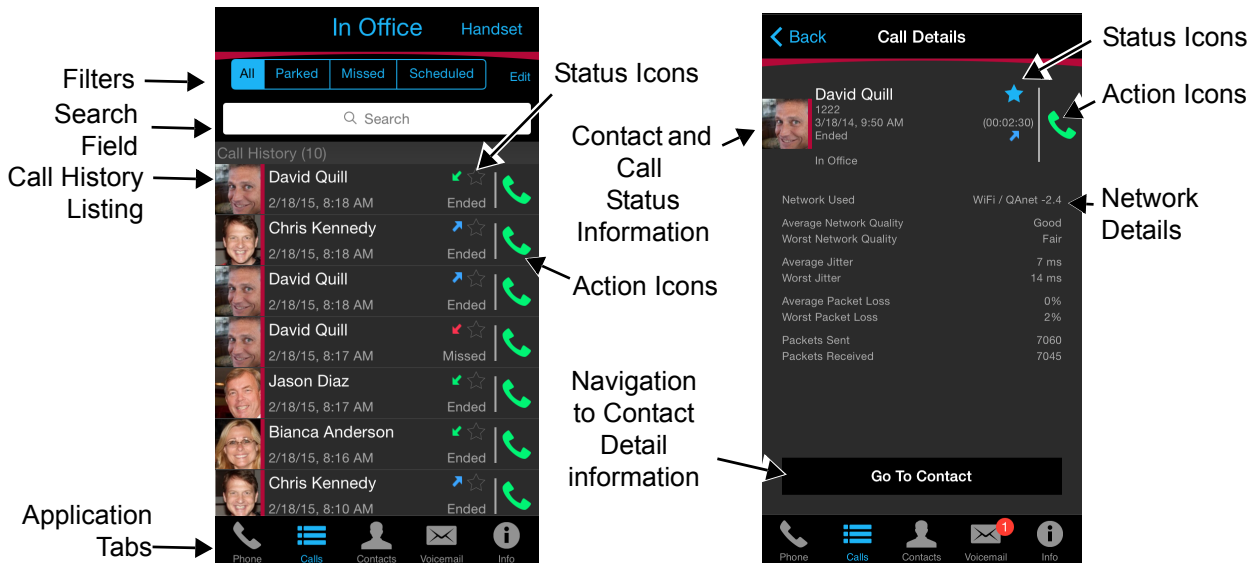 In Office Handset
All Parked Missed Scheduled Edit
Search
Call History (10)
David Quill
2/18/15, 8:18 AM Ended
Chris Kennedy
2/18/15, 8:18 AM Ended
David Quill
2/18/15, 8:18 AM Ended
David Quill
2/18/15, 8:17 AM Missed
Jason Diaz
2/18/15, 8:17 AM Ended
Bianca Anderson
2/18/15, 8:16 AM Ended
Chris Kennedy
2/18/15, 8:10 AM Ended
Phone Calls Contacts Voicemail Info
Filters
Search
Field
Call History
Listing
Application
Tabs
Status Icons
Action Icons
Contact and
Call
Status
Information
Navigation
to Contact
Detail
information
Back Call Details
David Quill
1222
3/18/14, 9:50 AM (00:02:30)
Ended
In Office
Network Used WiFi / QAnet -2.4
Average Network Quality Good
Worst Network Quality Fair
Average Jitter 7 ms
Worst Jitter 14 ms
Average Packet Loss 0%
Worst Packet Loss 2%
Packets Sent 7060
Packets Received 7045
Go To Contact
1
Phone Calls Contacts Voicemail Info
Status Icons
Action Icons
Network
Details